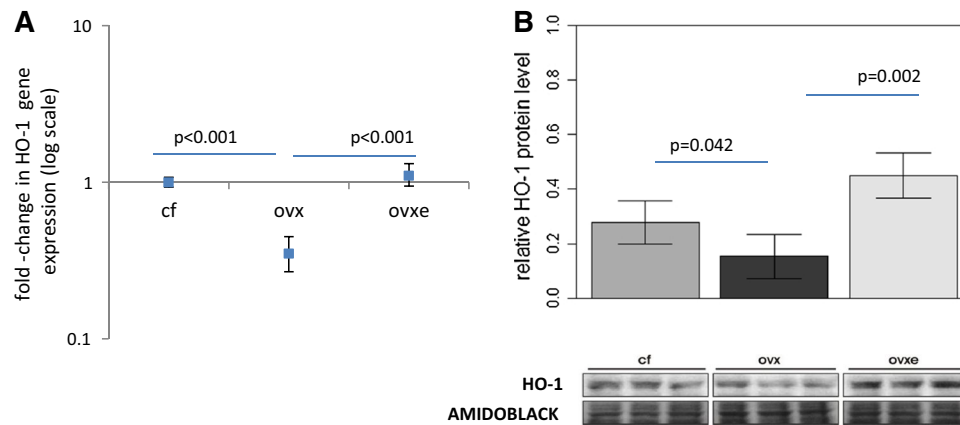 A
fold -change in HO-1 gene
expression (log scale)
10
1
0.1
p<0.001
p<0.001
cf
ovx
ovxe
B
relative HO-1 protein level
1.0
0.8
0.6
0.4
0.2
0.0
p=0.042
p=0.002
cf
ovx
ovxe
HO-1
AMIDOBLACK